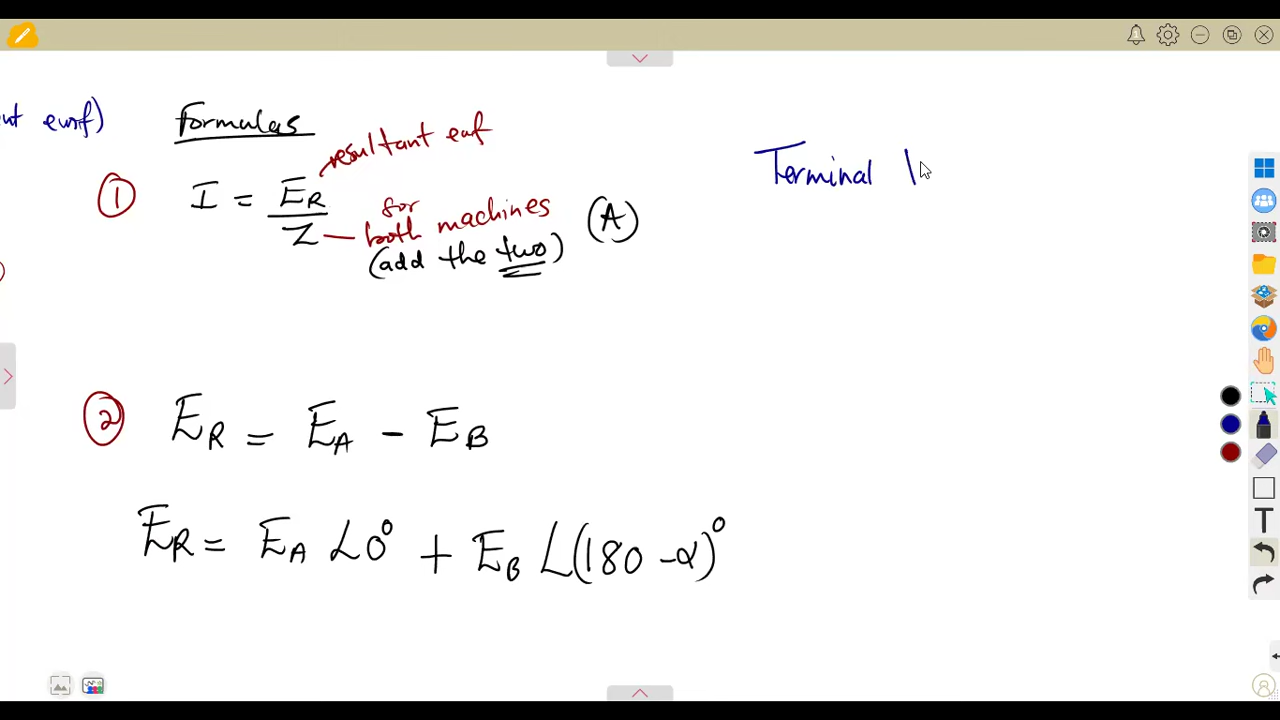 nt emf)
Formulas
resultant emf
① I = E_R / Z
for both machines
(add the two)
(A)
② E_R = E_A - E_B
E_R = E_A ∠0° + E_B ∠(180 - α)°
Terminal
T